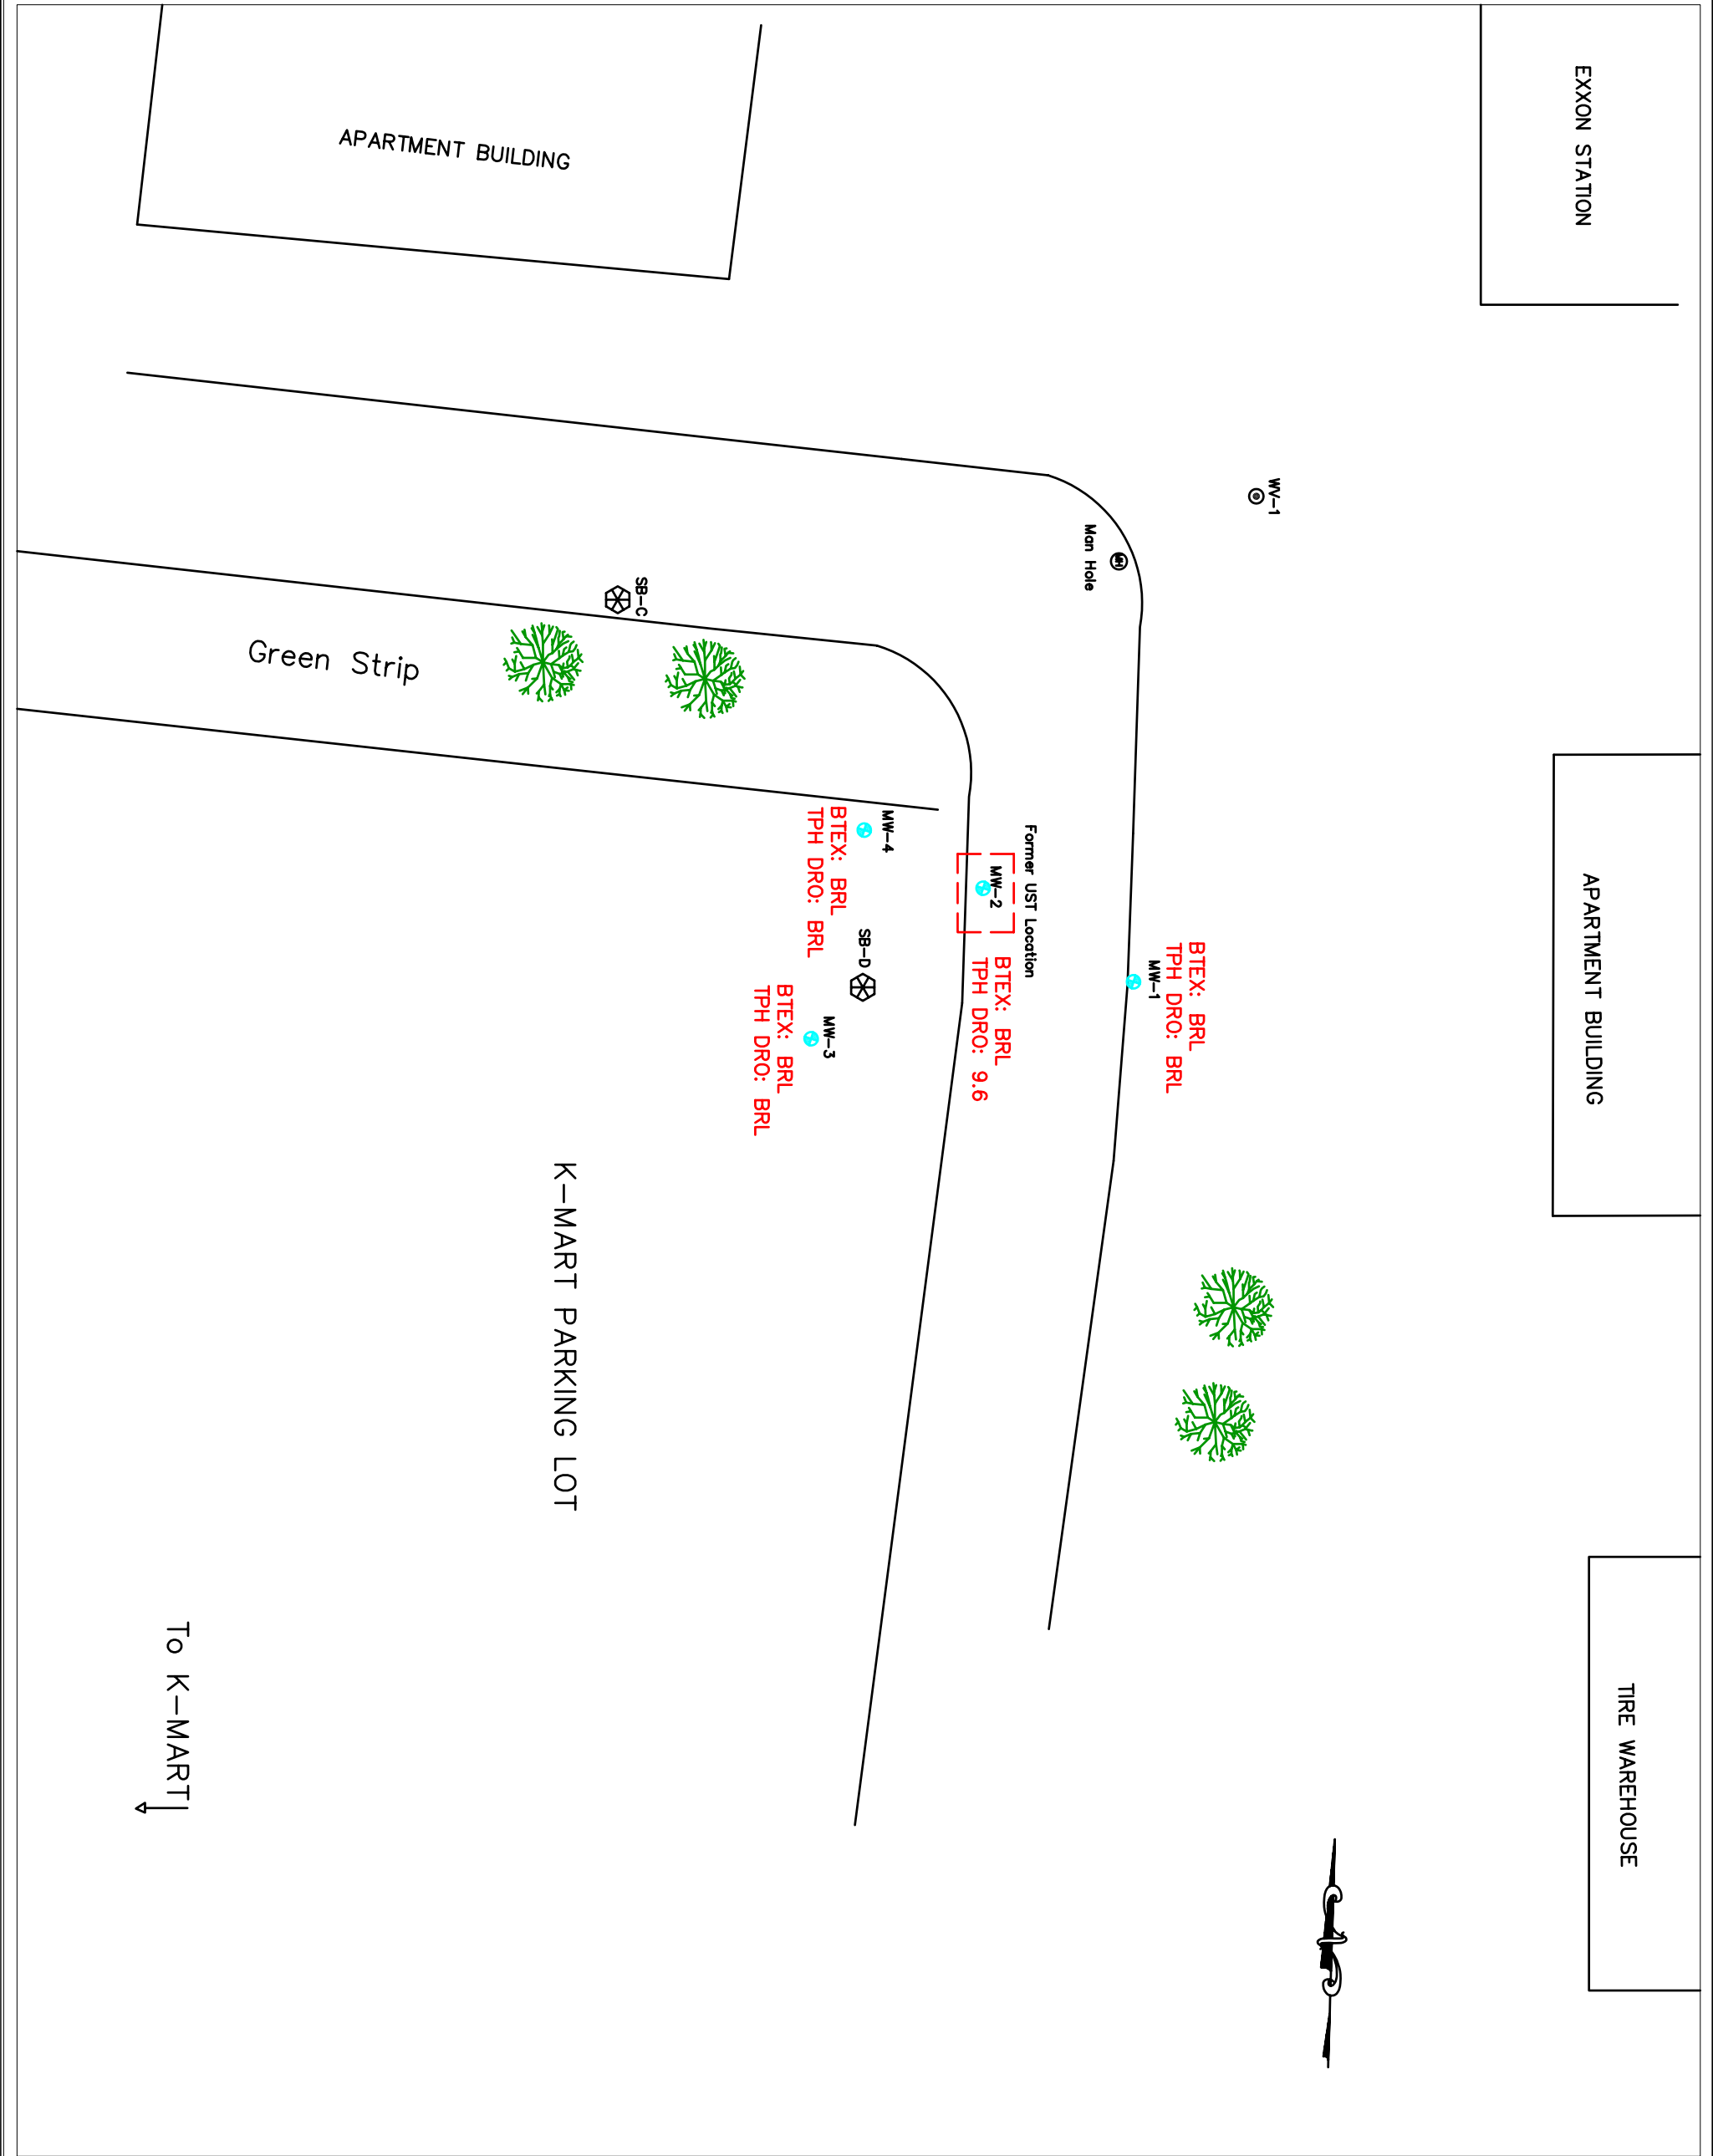 EXXON STATION
APARTMENT BUILDING
TIRE WAREHOUSE
WV-1
BTEX: BRL
TPH DRO: BRL
MW-1
MH
Man Hole
Former UST Location
MW-2
BTEX: BRL
TPH DRO: 9.6
MW-4
BTEX: BRL
TPH DRO: BRL
SB-D
MW-3
BTEX: BRL
TPH DRO: BRL
SB-C
APARTMENT BUILDING
Green Strip
K-MART PARKING LOT
To K-MART